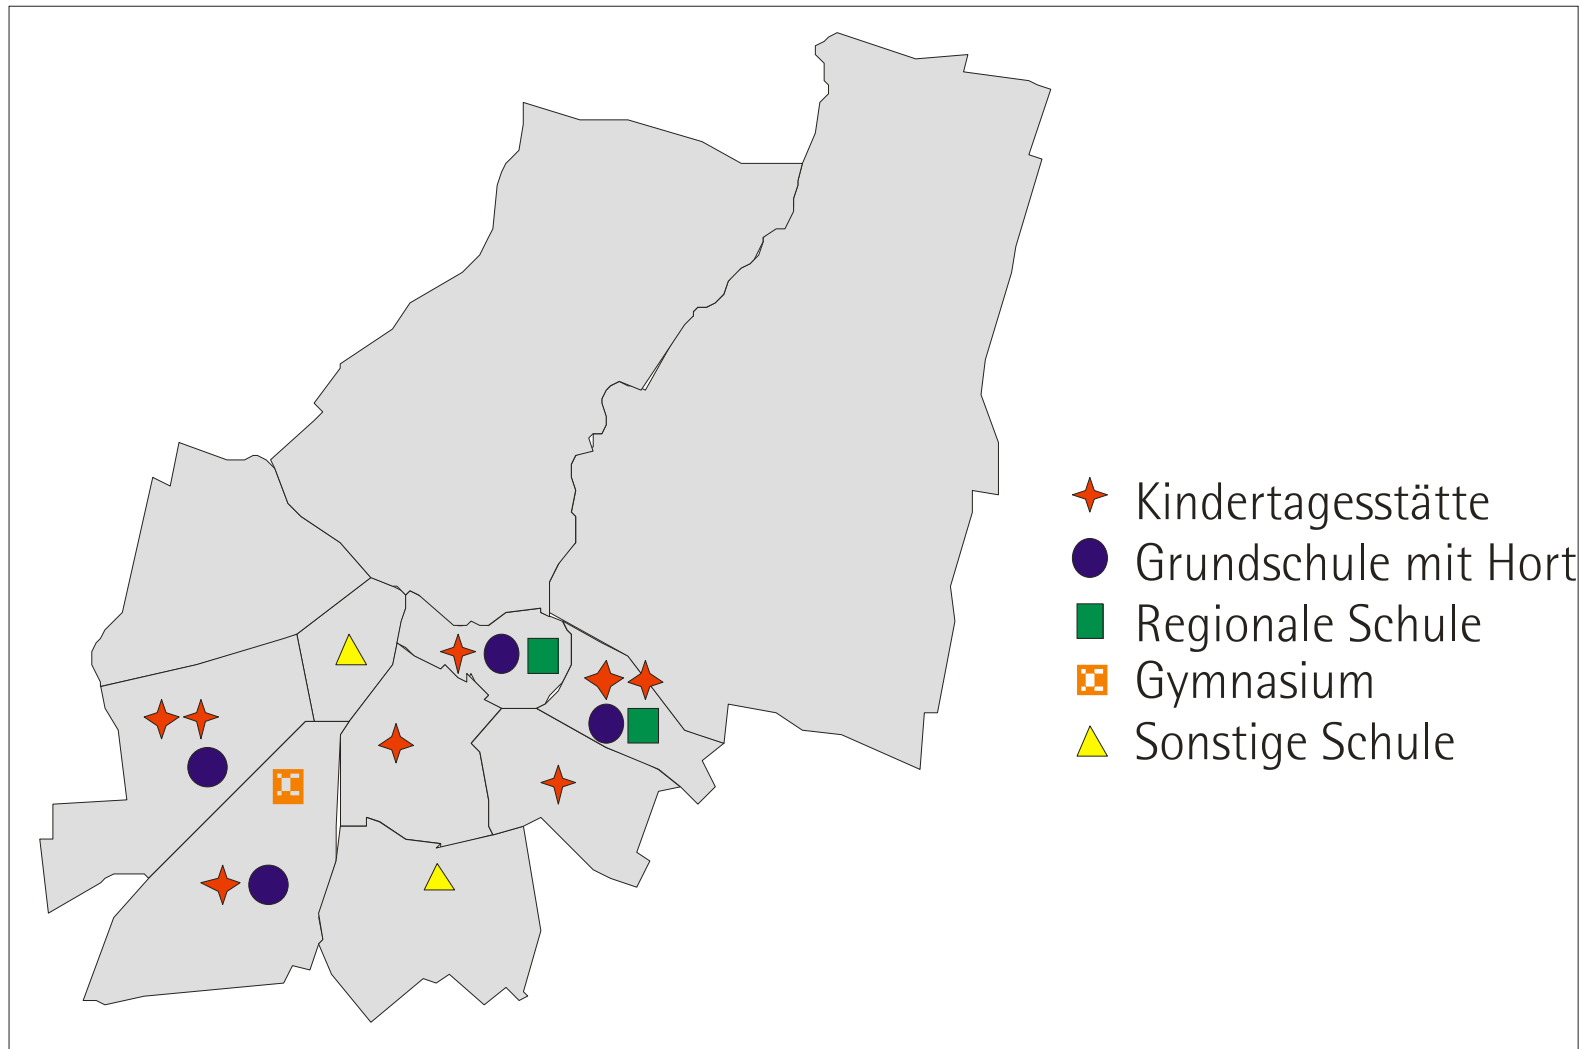 Kindertagesstätte
Grundschule mit Hort
Regionale Schule
Gymnasium
Sonstige Schule